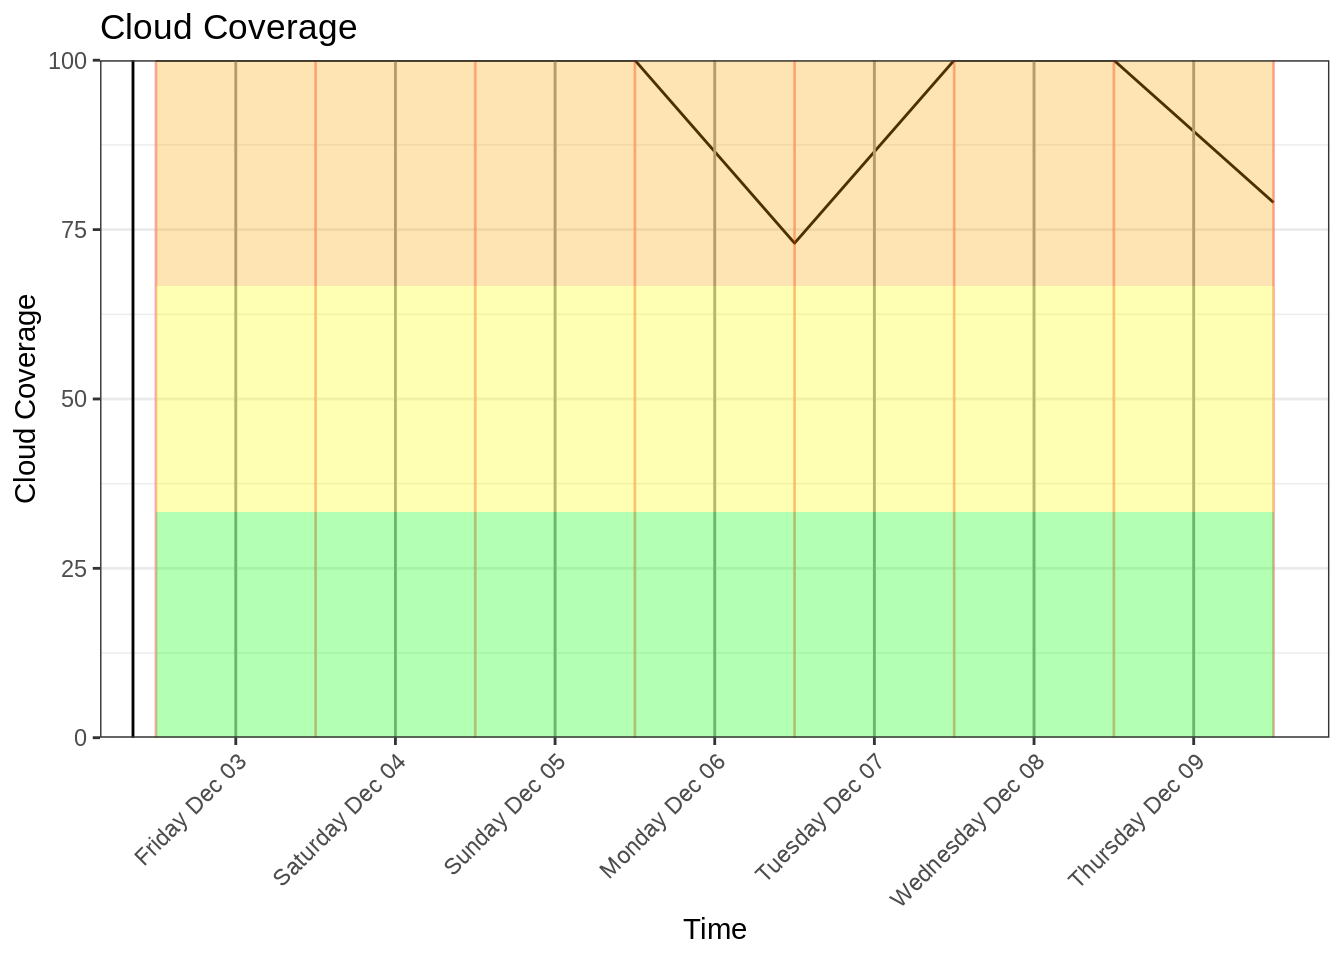 Cloud Coverage
100
75
50
25
0
Cloud Coverage
Friday Dec 03
Saturday Dec 04
Sunday Dec 05
Monday Dec 06
Tuesday Dec 07
Wednesday Dec 08
Thursday Dec 09
Time